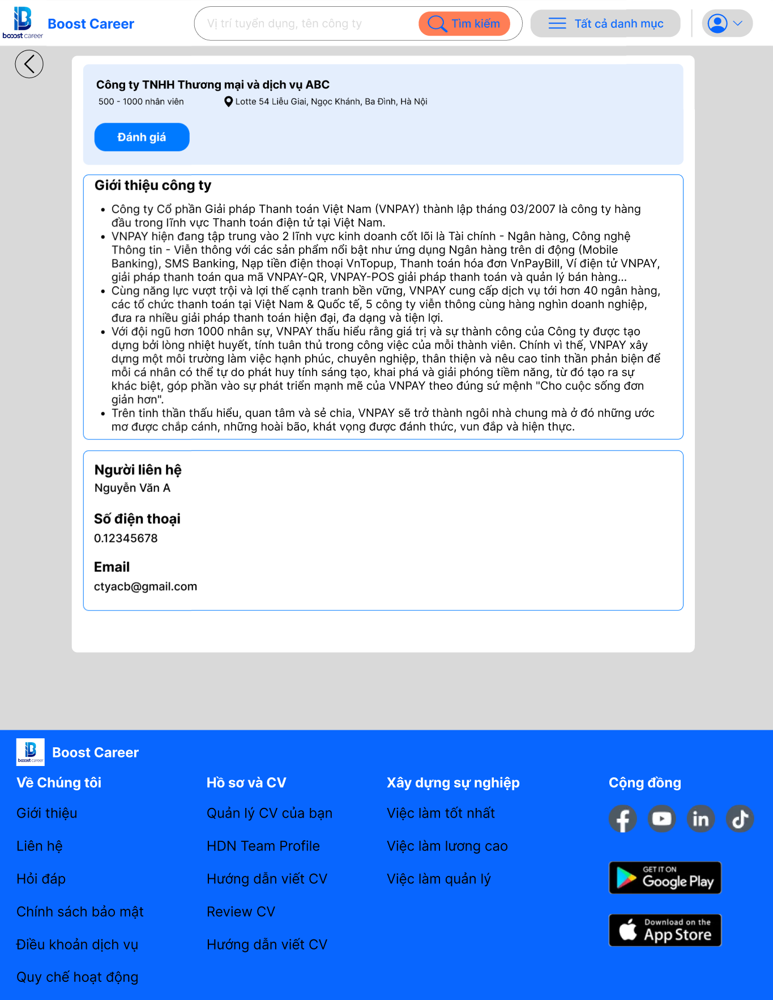 booost career
Boost Career
Vị trí tuyển dụng, tên công ty
Tìm kiếm
Tất cả danh mục
Công ty TNHH Thương mại và dịch vụ ABC
500 - 1000 nhân viên
Lotte 54 Liễu Giai, Ngọc Khánh, Ba Đình, Hà Nội
Đánh giá
Giới thiệu công ty
• Công ty Cổ phần Giải pháp Thanh toán Việt Nam (VNPAY) thành lập tháng 03/2007 là công ty hàng
đầu trong lĩnh vực Thanh toán điện tử tại Việt Nam.
• VNPAY hiện đang tập trung vào 2 lĩnh vực kinh doanh cốt lõi là Tài chính - Ngân hàng, Công nghệ
Thông tin - Viễn thông với các sản phẩm nổi bật như ứng dụng Ngân hàng trên di động (Mobile
Banking), SMS Banking, Nạp tiền điện thoại VnTopup, Thanh toán hóa đơn VnPayBill, Ví điện tử VNPAY,
giải pháp thanh toán qua mã VNPAY-QR, VNPAY-POS giải pháp thanh toán và quản lý bán hàng...
• Cùng năng lực vượt trội và lợi thế cạnh tranh bền vững, VNPAY cung cấp dịch vụ tới hơn 40 ngân hàng,
các tổ chức thanh toán tại Việt Nam & Quốc tế, 5 công ty viễn thông cùng hàng nghìn doanh nghiệp,
đưa ra nhiều giải pháp thanh toán hiện đại, đa dạng và tiện lợi.
• Với đội ngũ hơn 1000 nhân sự, VNPAY thấu hiểu rằng giá trị và sự thành công của Công ty được tạo
dựng bởi lòng nhiệt huyết, tính tuân thủ trong công việc của mỗi thành viên. Chính vì thế, VNPAY xây
dựng một môi trường làm việc hạnh phúc, chuyên nghiệp, thân thiện và nêu cao tinh thần phản biện để
mỗi cá nhân có thể tự do phát huy tính sáng tạo, khai phá và giải phóng tiềm năng, từ đó tạo ra sự
khác biệt, góp phần vào sự phát triển mạnh mẽ của VNPAY theo đúng sứ mệnh "Cho cuộc sống đơn
giản hơn".
• Trên tinh thần thấu hiểu, quan tâm và sẻ chia, VNPAY sẽ trở thành ngôi nhà chung mà ở đó những ước
mơ được chắp cánh, những hoài bão, khát vọng được đánh thức, vun đắp và hiện thực.
Người liên hệ
Nguyễn Văn A
Số điện thoại
0.12345678
Email
ctyacb@gmail.com
booost career
Boost Career
Về Chúng tôi
Giới thiệu
Liên hệ
Hỏi đáp
Chính sách bảo mật
Điều khoản dịch vụ
Quy chế hoạt động
Hồ sơ và CV
Quản lý CV của bạn
HDN Team Profile
Hướng dẫn viết CV
Review CV
Hướng dẫn viết CV
Xây dựng sự nghiệp
Việc làm tốt nhất
Việc làm lương cao
Việc làm quản lý
Cộng đồng
GET IT ON
Google Play
Download on the
App Store